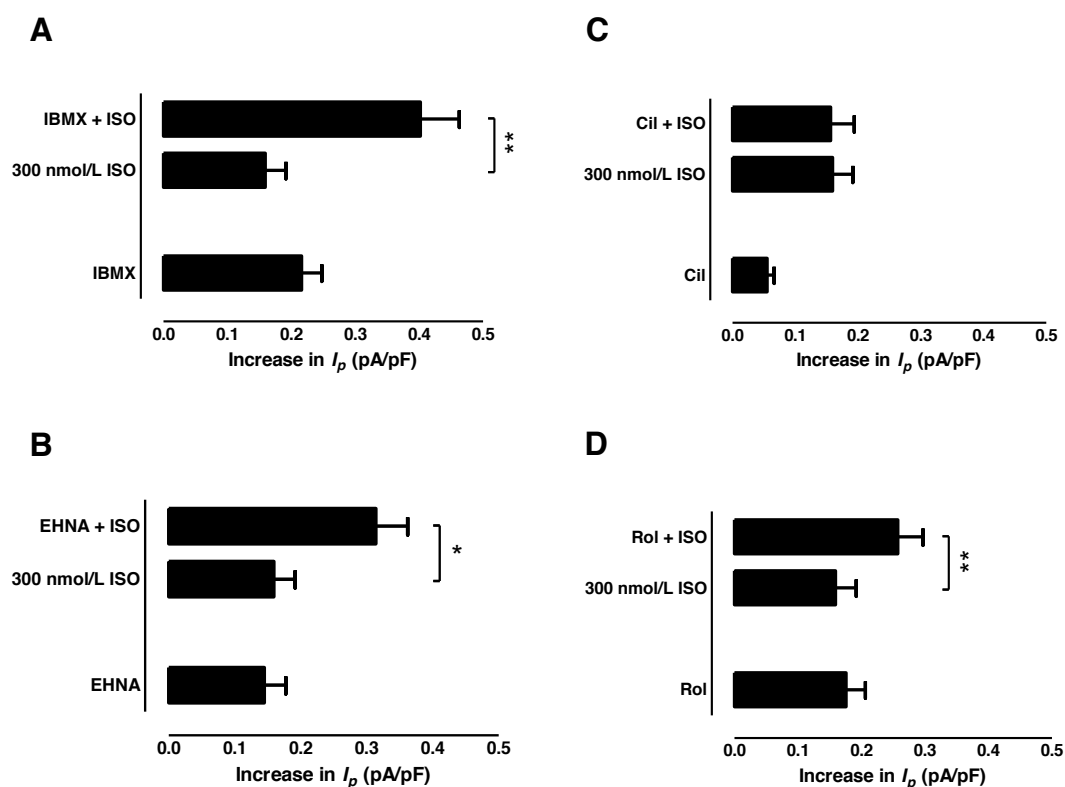 A
IBMX + ISO
300 nmol/L ISO
**
IBMX
0.0 0.1 0.2 0.3 0.4 0.5
Increase in Ip (pA/pF)
B
EHNA + ISO
300 nmol/L ISO
*
EHNA
0.0 0.1 0.2 0.3 0.4 0.5
Increase in Ip (pA/pF)
C
Cil + ISO
300 nmol/L ISO
Cil
0.0 0.1 0.2 0.3 0.4 0.5
Increase in Ip (pA/pF)
D
Rol + ISO
300 nmol/L ISO
**
Rol
0.0 0.1 0.2 0.3 0.4 0.5
Increase in Ip (pA/pF)